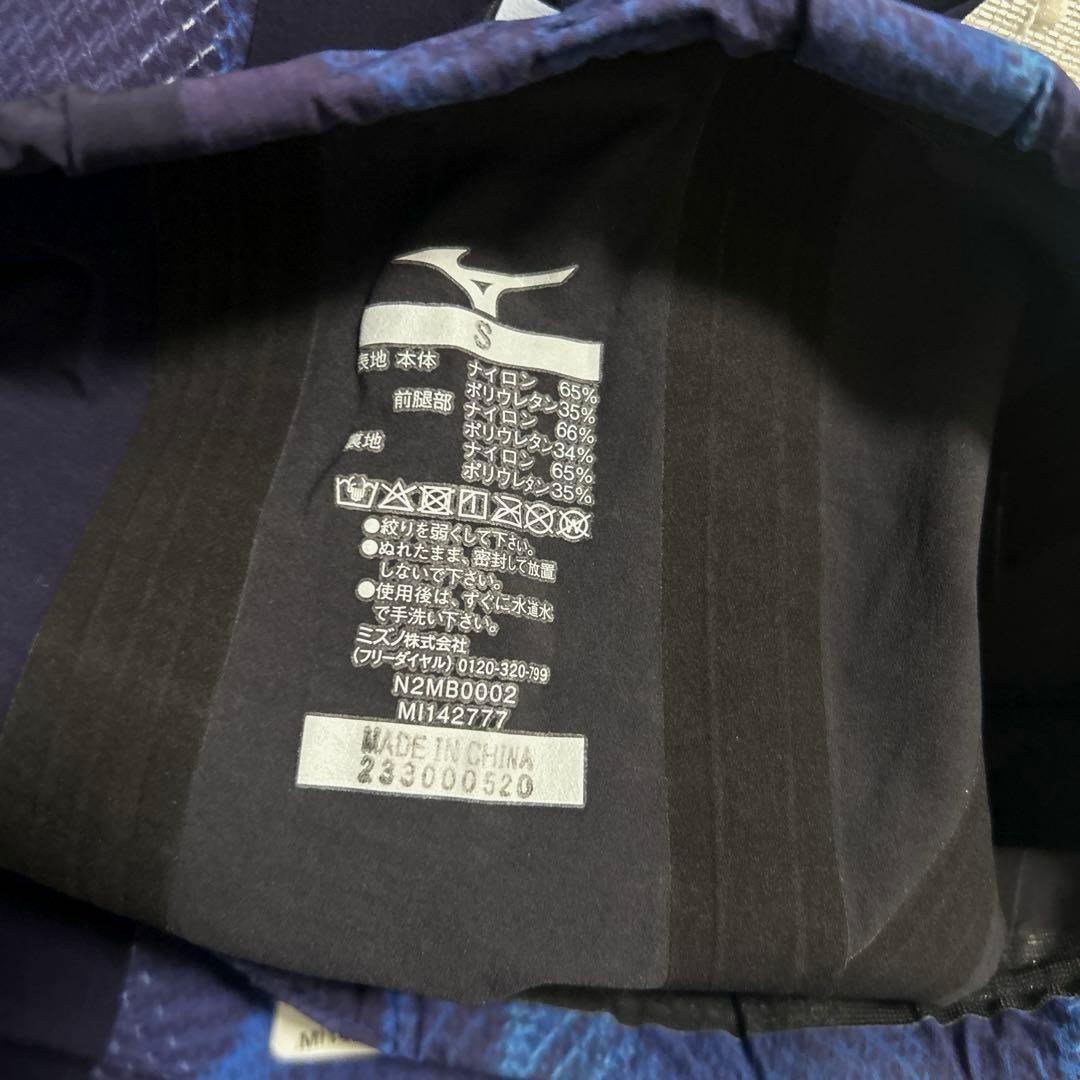 S
表地 本体 ナイロン 65%
ポリウレタン35%
前腿部 ナイロン 66%
ポリウレタン34%
裏地 ナイロン 65%
ポリウレタン35%
●絞りを弱くして下さい。
●ぬれたまま、密封して放置
しないで下さい。
●使用後は、すぐに水道水
で手洗い下さい。
ミズノ株式会社
(フリーダイヤル) 0120-320-799
N2MB0002
MI142777
MADE IN CHINA
233000520